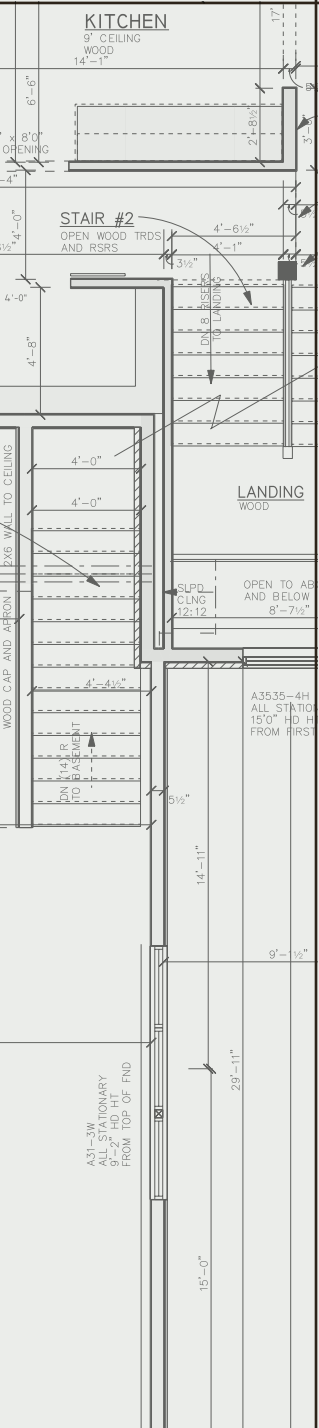 KITCHEN
9' CEILING
WOOD
14'-1"
17'
6'-6"
2'-8½"
x 8'0"
OPENING
4'-0"
STAIR #2
OPEN WOOD TRDS
AND RSRS
4'-6½"
4'-1"
3½"
4'-0"
4'-8"
DN 8 RISERS
TO LANDING
2X6 WALL TO CEILING
WOOD CAP AND APRON
4'-0"
4'-0"
LANDING
WOOD
SLPD
CLNG
12:12
OPEN TO
AND BELOW
8'-7½"
4'-4½"
DN (14) R
TO BASEMENT
5½"
A3535-4H
ALL
15'0" HD
FROM FIRST
14'-11"
9'-1½"
29'-11"
A31-3W
ALL STATIONARY
9'-2" HD HT
FROM TOP OF FND
15'-0"